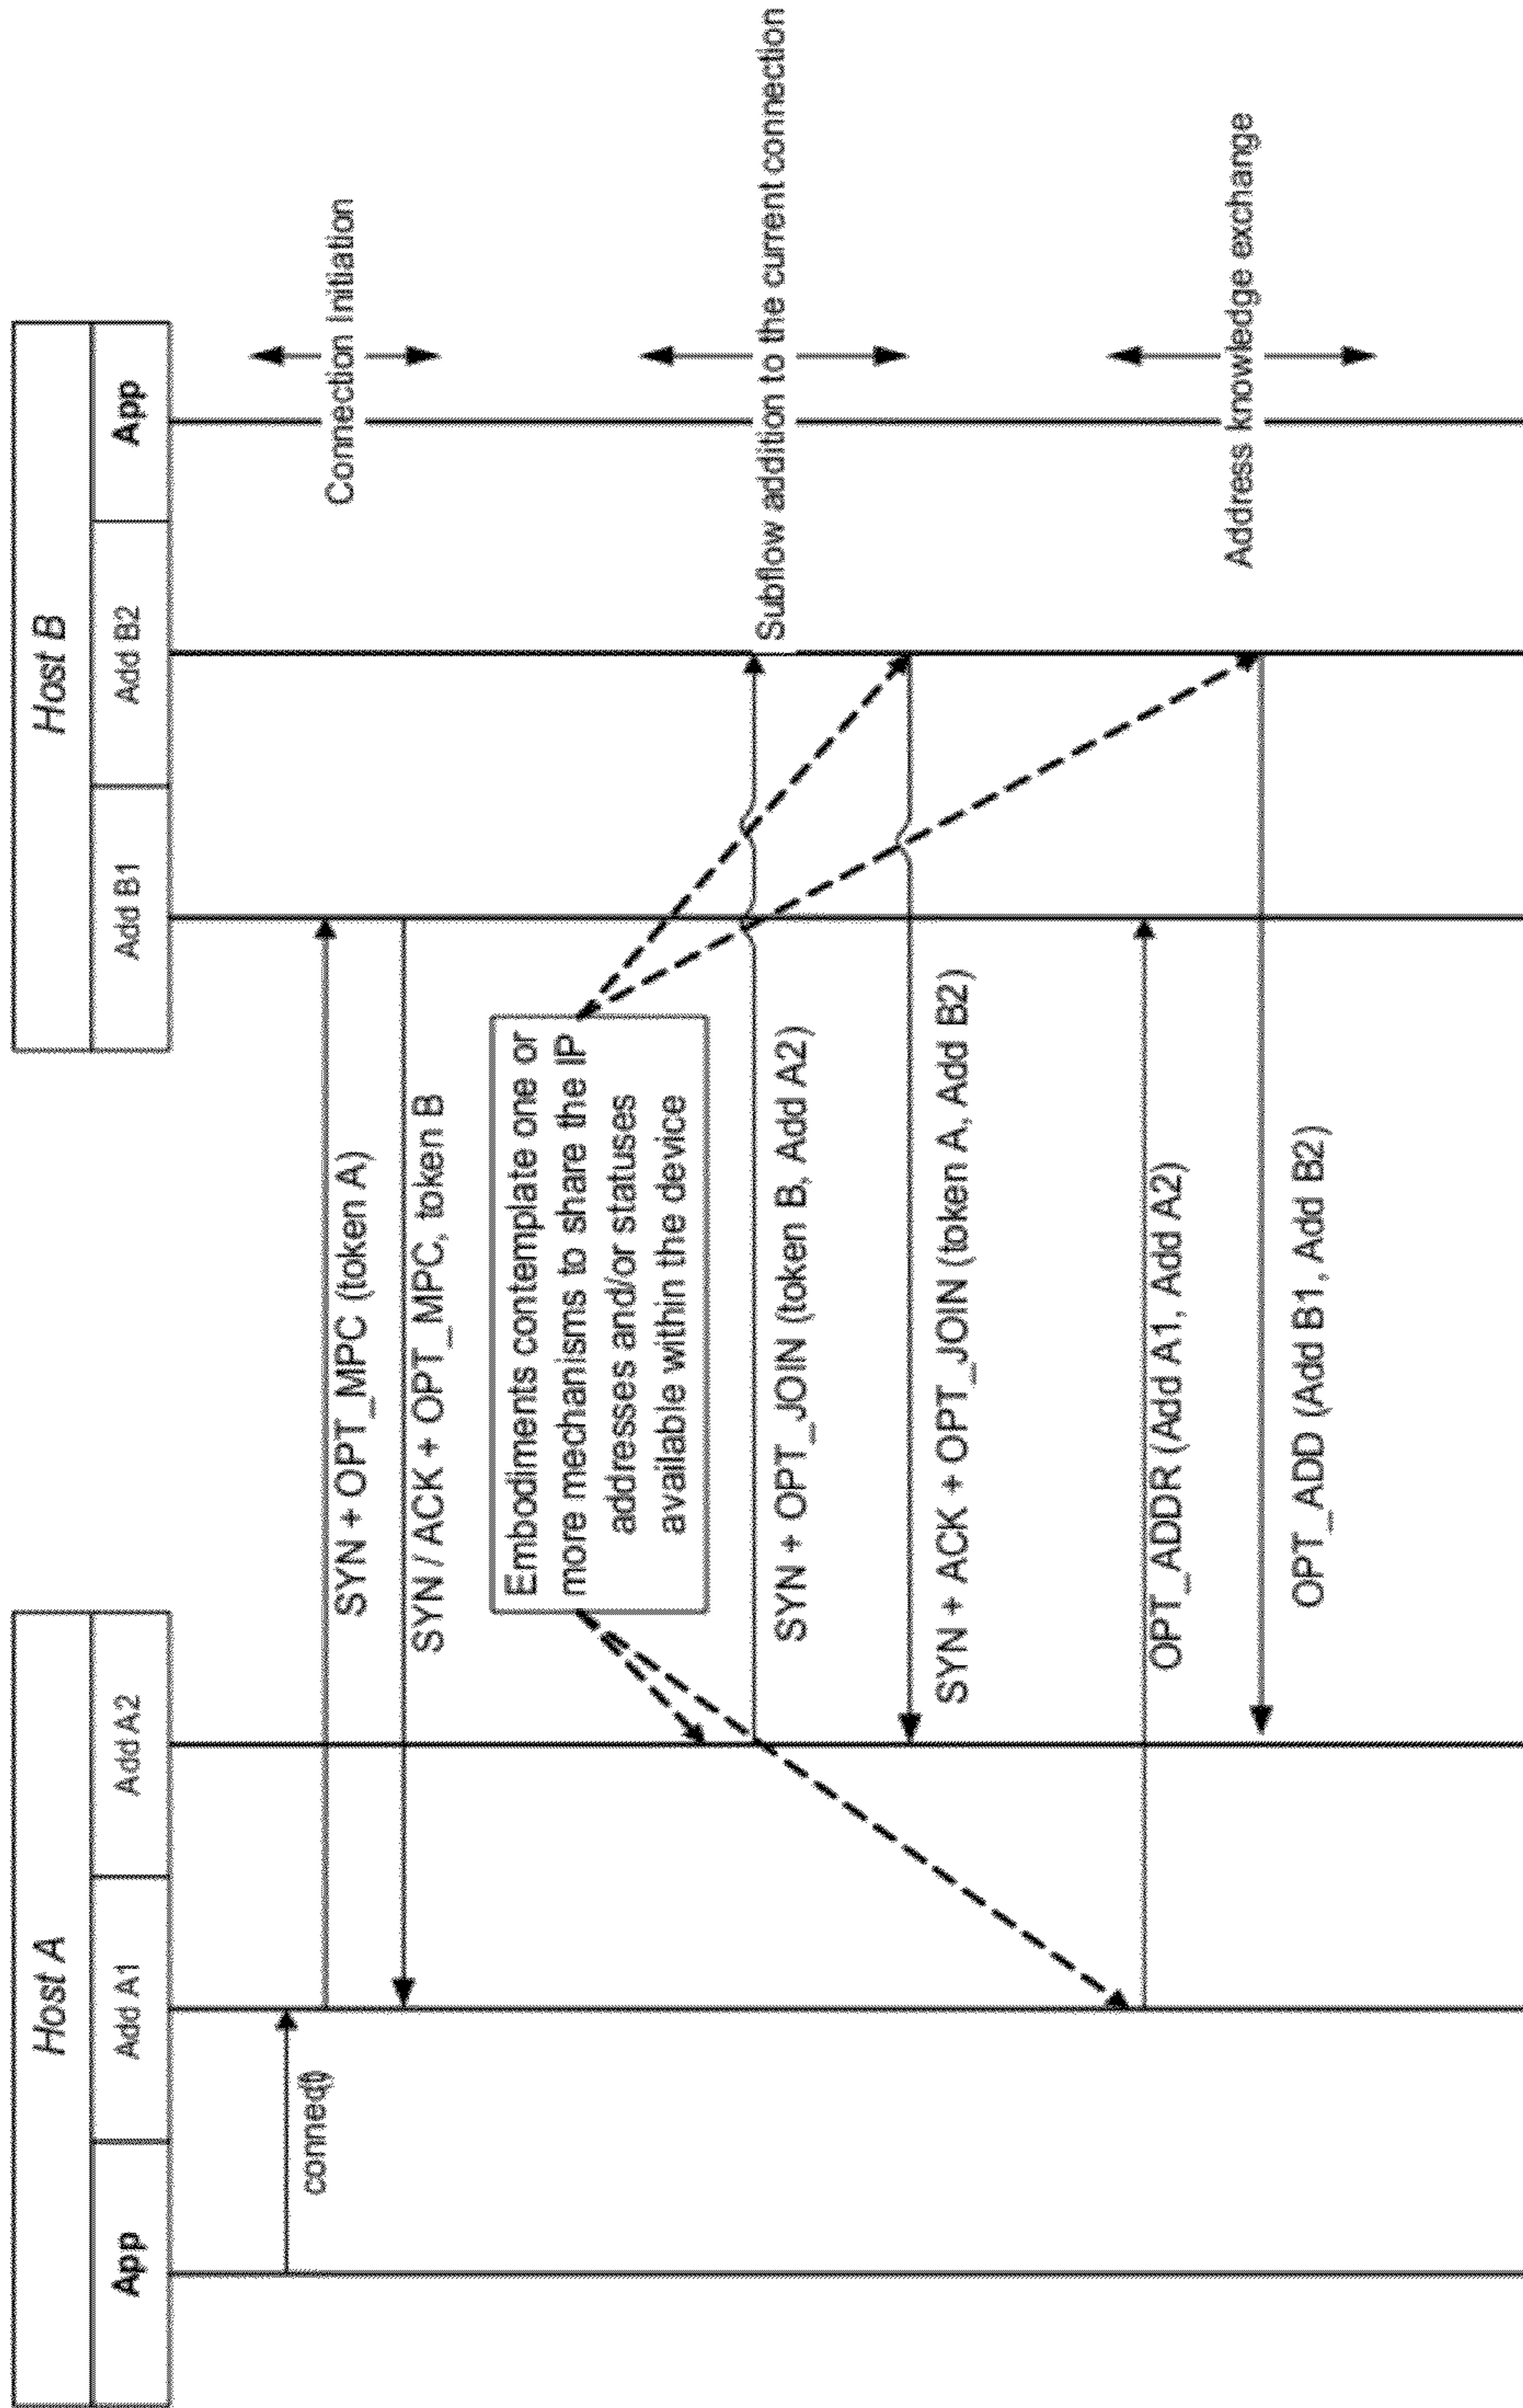 Host A
Host B
App
Add A1
Add A2
Add B1
Add B2
App
connect)
Connection Initiation
SYN + OPT_MPC (token A)
SYN / ACK + OPT_MPC, token B
Embodiments contemplate one or
more mechanisms to share the IP
addresses and/or statuses
available within the device
Subflow addition to the current connection
SYN + OPT_JOIN (token B, Add A2)
SYN + ACK + OPT_JOIN (token A, Add B2)
OPT_ADDR (Add A1, Add A2)
Address knowledge exchange
OPT_ADD (Add B1, Add B2)